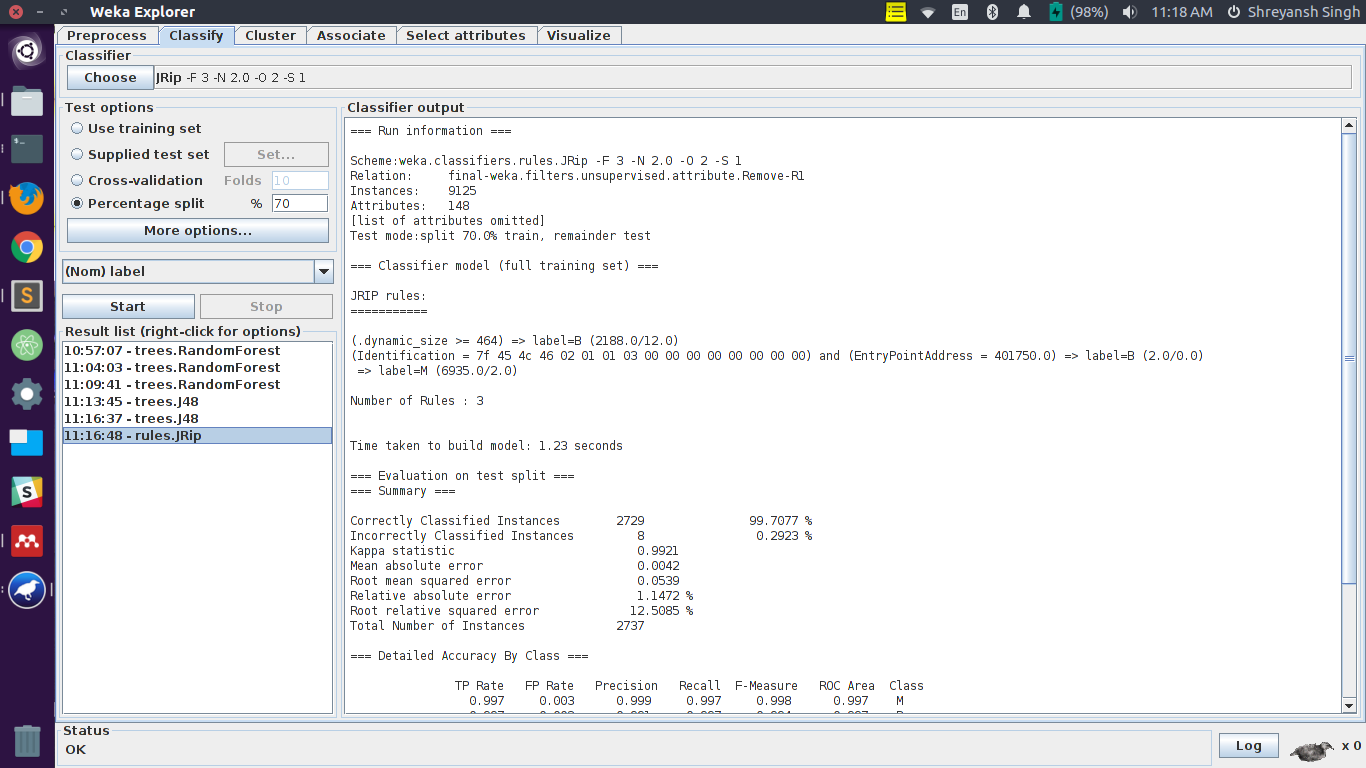 Weka Explorer
En
(98%)
11:18 AM
Shreyansh Singh
Preprocess
Classify
Cluster
Associate
Select attributes
Visualize
Classifier
Choose
JRip -F 3 -N 2.0 -O 2 -S 1
Test options
Use training set
Supplied test set
Set...
Cross-validation
Folds
10
Percentage split
%
70
More options...
(Nom) label
Start
Stop
Result list (right-click for options)
10:57:07 - trees.RandomForest
11:04:03 - trees.RandomForest
11:09:41 - trees.RandomForest
11:13:45 - trees.J48
11:16:37 - trees.J48
11:16:48 - rules.JRip
Classifier output
=== Run information ===
Scheme:weka.classifiers.rules.JRip -F 3 -N 2.0 -O 2 -S 1
Relation:     final-weka.filters.unsupervised.attribute.Remove-R1
Instances:    9125
Attributes:   148
[list of attributes omitted]
Test mode:split 70.0% train, remainder test
=== Classifier model (full training set) ===
JRIP rules:
===========
(.dynamic_size >= 464) => label=B (2188.0/12.0)
(Identification = 7f 45 4c 46 02 01 01 03 00 00 00 00 00 00 00 00) and (EntryPointAddress = 401750.0) => label=B (2.0/0.0)
=> label=M (6935.0/2.0)
Number of Rules : 3
Time taken to build model: 1.23 seconds
=== Evaluation on test split ===
=== Summary ===
Correctly Classified Instances        2729               99.7077 %
Incorrectly Classified Instances         8                0.2923 %
Kappa statistic                          0.9921
Mean absolute error                      0.0042
Root mean squared error                  0.0539
Relative absolute error                  1.1472 %
Root relative squared error             12.5085 %
Total Number of Instances             2737
=== Detailed Accuracy By Class ===
TP Rate   FP Rate   Precision   Recall  F-Measure   ROC Area  Class
0.997     0.003      0.999     0.997     0.998      0.997    M
Status
OK
Log
x 0